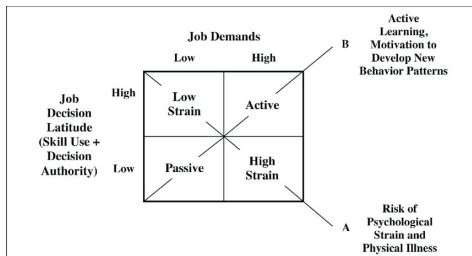 Job Demands
Low
High
B
Active
Learning,
Motivation to
Develop New
Behavior Patterns
Job
Decision
Latitude
(Skill Use +
Decision
Authority)
High
Low
Low
Strain
Active
Passive
High
Strain
A
Risk of
Psychological
Strain and
Physical Illness